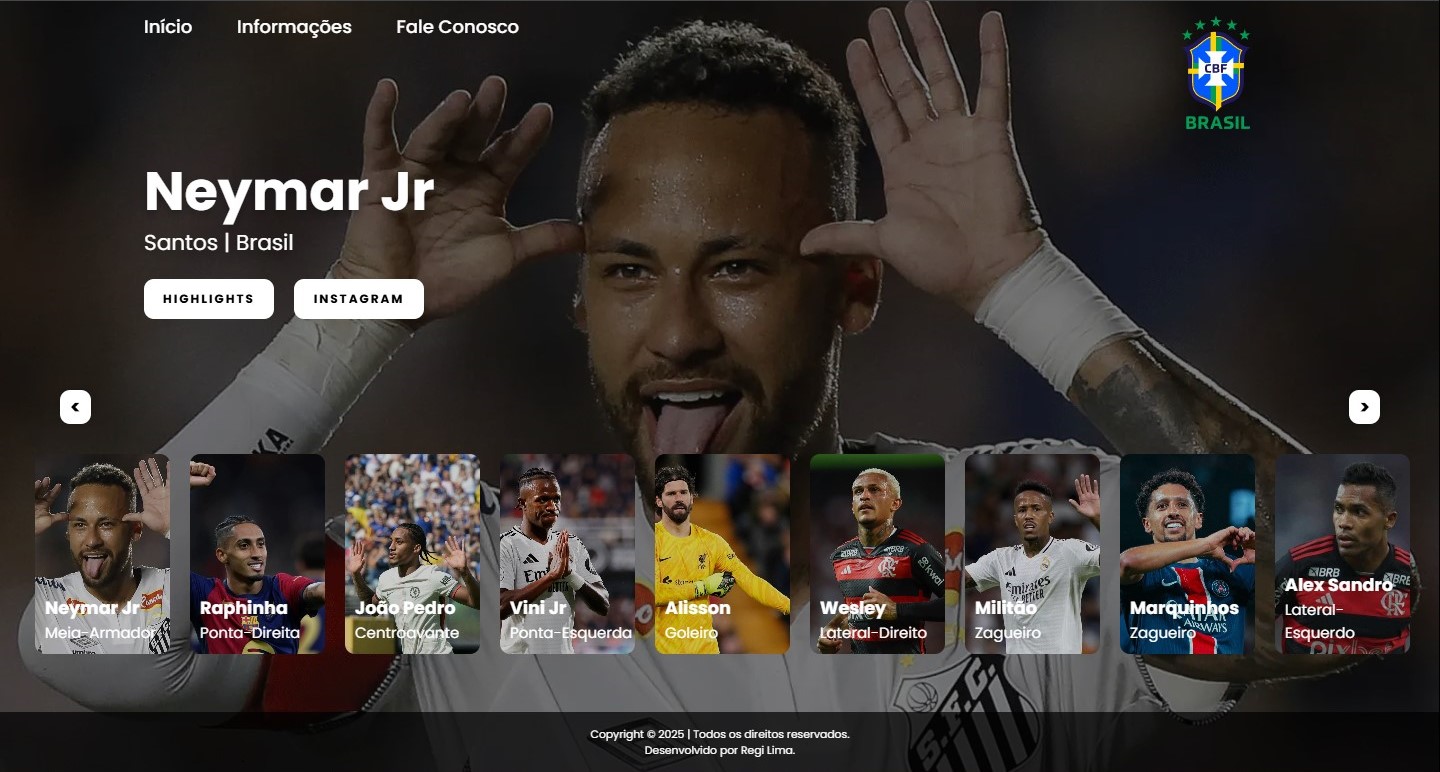 Início Informações Fale Conosco
CBF
BRASIL
Neymar Jr
Santos | Brasil
HIGHLIGHTS INSTAGRAM
< >
Neymar Jr
Meia-Armador
Raphinha
Ponta-Direita
João Pedro
Centroavante
Vini Jr
Ponta-Esquerda
Alisson
Goleiro
Wesley
Lateral-Direito
Militão
Zagueiro
Marquinhos
Zagueiro
Alex Sandro
Lateral-
Esquerdo
S.F.C.
Copyright © 2025 | Todos os direitos reservados.
Desenvolvido por Regi Lima.